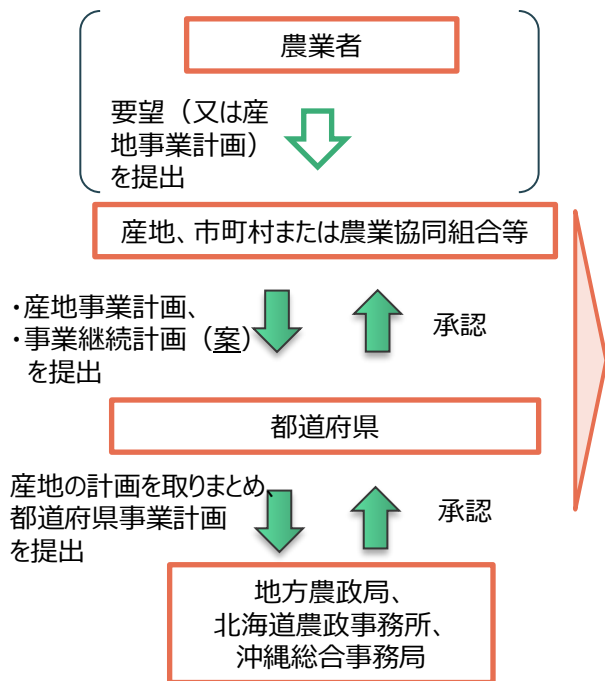 農業者
要望（又は産
地事業計画）
を提出
産地、市町村または農業協同組合等
・産地事業計画、
・事業継続計画（案）
を提出
承認
都道府県
産地の計画を取りまとめ、
都道府県事業計画
を提出
承認
地方農政局、
北海道農政事務所、
沖縄総合事務局